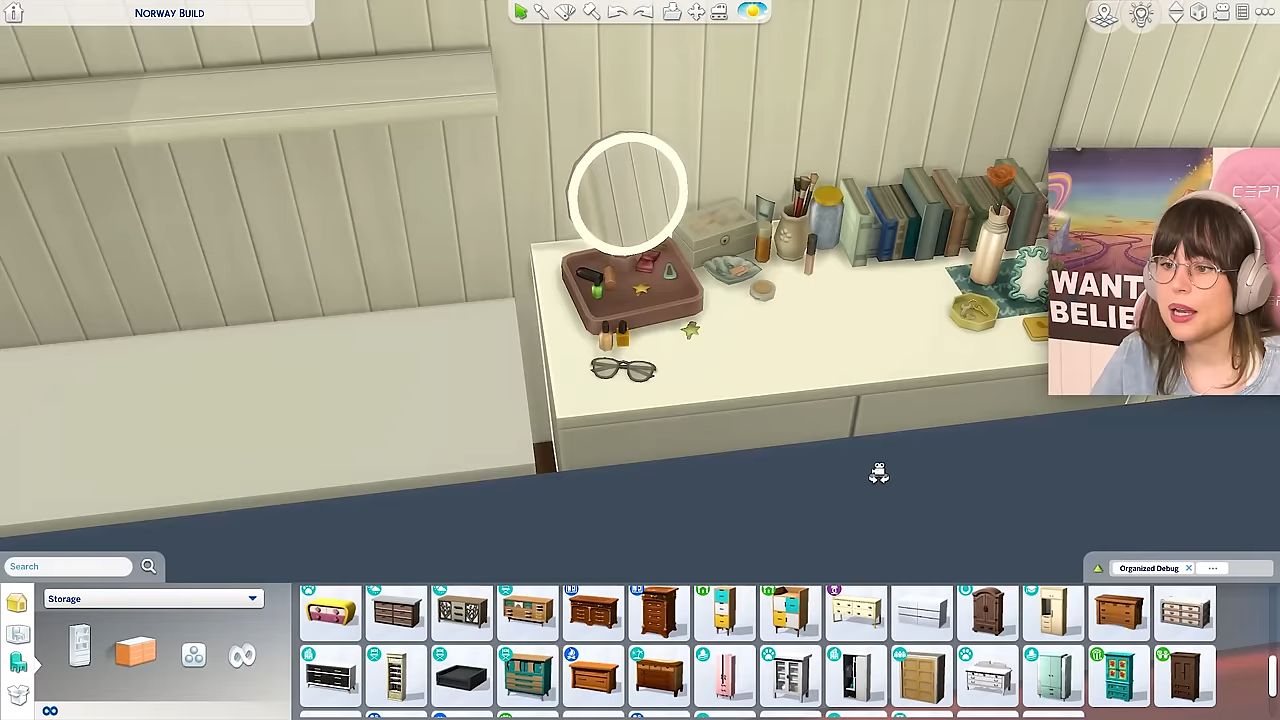 Norway Build
CEPT
WANT
BELIE
Search
Organized Debug
Storage